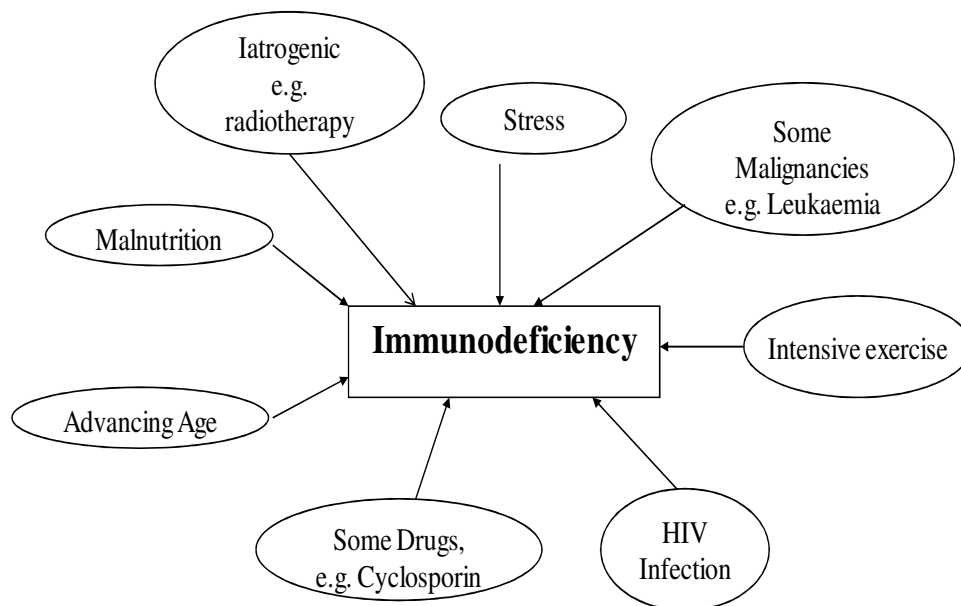 Iatrogenic
e.g.
radiotherapy
Stress
Some
Malignancies
e.g. Leukaemia
Malnutrition
Immunodeficiency
Intensive exercise
Advancing Age
Some Drugs,
e.g. Cyclosporin
HIV
Infection